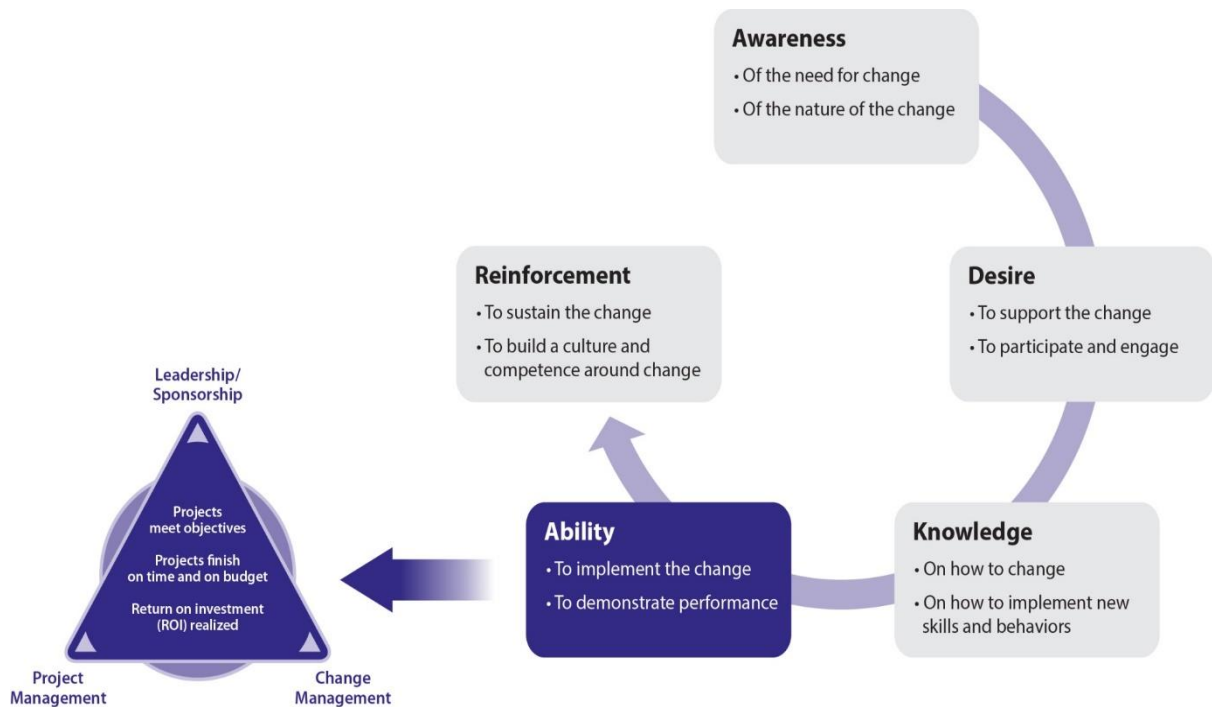 Awareness
• Of the need for change
• Of the nature of the change
Desire
• To support the change
• To participate and engage
Knowledge
• On how to change
• On how to implement new
skills and behaviors
Ability
• To implement the change
• To demonstrate performance
Reinforcement
• To sustain the change
• To build a culture and
competence around change
Leadership/
Sponsorship
Projects
meet objectives
Projects finish
on time and on budget
Return on investment
(ROI) realized
Project
Management
Change
Management